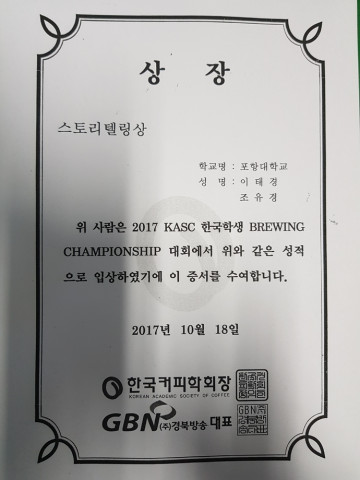 상 장
스토리텔링상
학교명 : 포항대학교
성 명 : 이태경
조유경
위 사람은 2017 KASC 한국학생 BREWING
CHAMPIONSHIP 대회에서 위와 같은 성적
으로 입상하였기에 이 증서를 수여합니다.
2017년 10월 18일
한국커피학회장
KOREAN ACADEMIC SOCIETY OF COFFEE
GBN (주)경북방송 대표